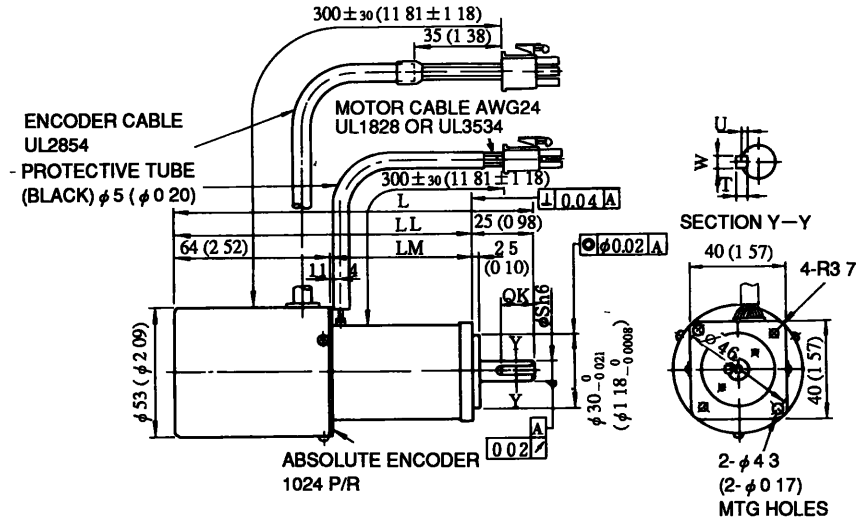 300±30 (11 81±1 18)
35 (1 38)
ENCODER CABLE
UL2854
- PROTECTIVE TUBE
(BLACK) φ5 (φ0 20)
MOTOR CABLE AWG24
UL1828 OR UL3534
300±30 (11 81±1 18)
L
⊥ 0.04 A
LL
25 (0 98)
64 (2 52)
LM
2 5
(0 10)
◎ φ0.02 A
11
4
QK
φSh6
φ53 (φ2 09)
Y
Y
φ30 0 -0 021
(φ1 18 0 -0008)
A
0 02 ↗
ABSOLUTE ENCODER
1024 P/R
U
W
T
SECTION Y–Y
40 (1 57)
4-R3 7
φ46
40 (1 57)
2-φ4 3
(2-φ0 17)
MTG HOLES